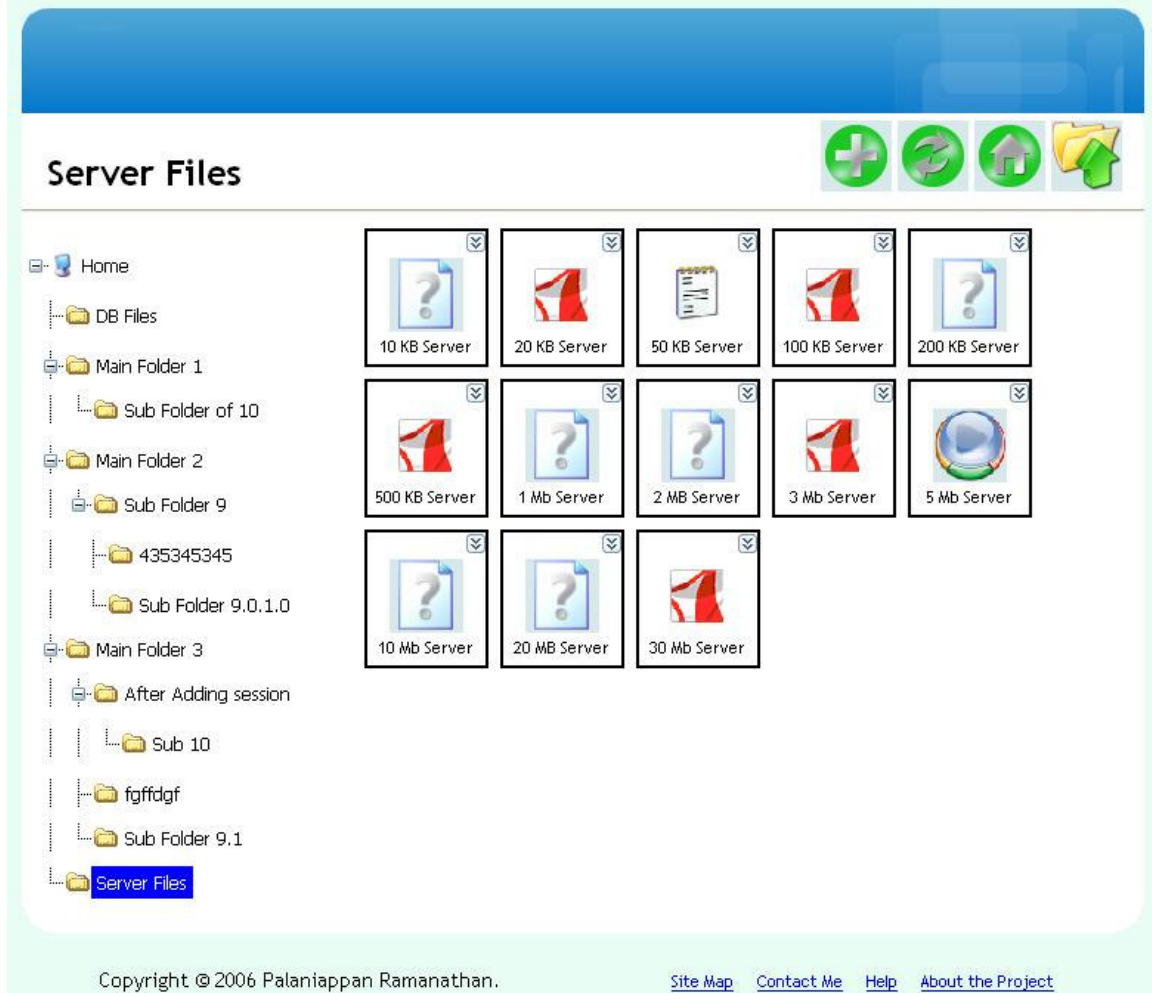 Server Files
Home
DB Files
Main Folder 1
Sub Folder of 10
Main Folder 2
Sub Folder 9
435345345
Sub Folder 9.0.1.0
Main Folder 3
After Adding session
Sub 10
fgffdgf
Sub Folder 9.1
Server Files
10 KB Server 20 KB Server 50 KB Server 100 KB Server 200 KB Server
500 KB Server 1 Mb Server 2 MB Server 3 Mb Server 5 Mb Server
10 Mb Server 20 MB Server 30 Mb Server
Copyright © 2006 Palaniappan Ramanathan. Site Map Contact Me Help About the Project